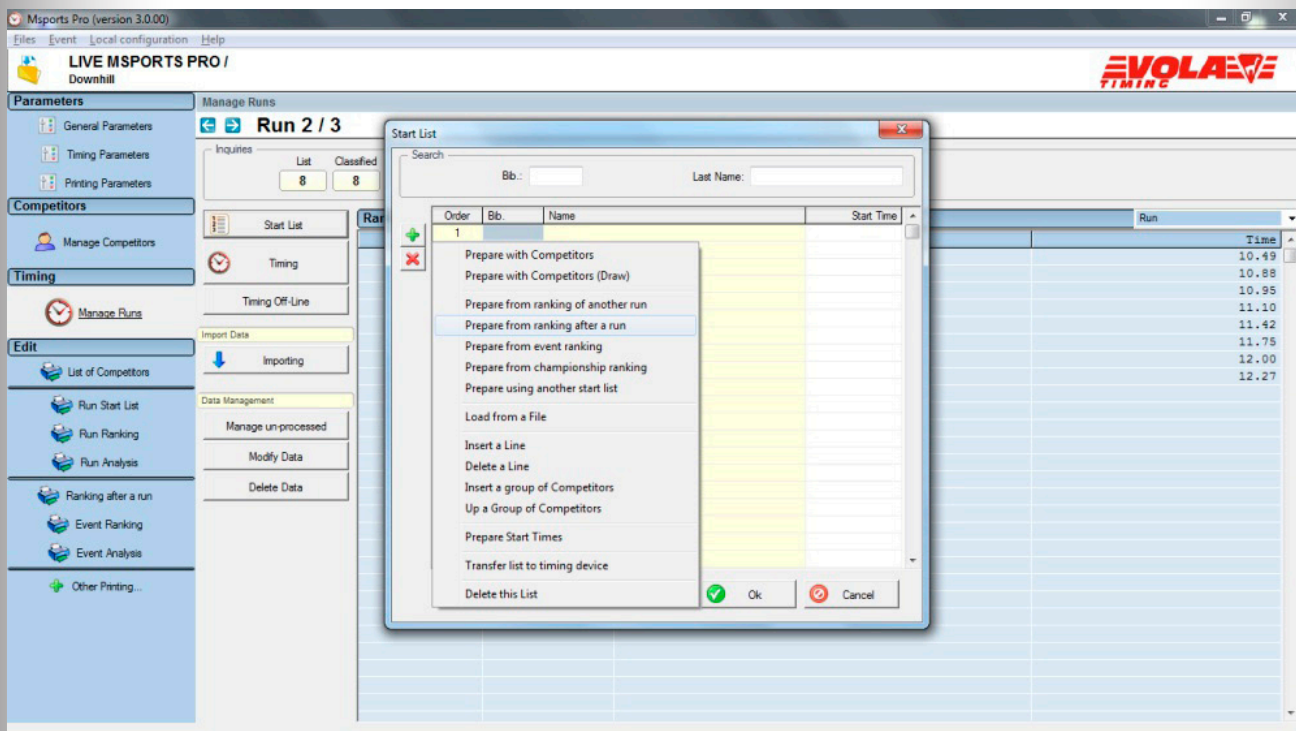 Msports Pro (version 3.0.00)
Files Event Local configuration Help
LIVE MSPORTS PRO /
Downhill
VOLA
TIMING
Parameters
General Parameters
Timing Parameters
Printing Parameters
Competitors
Manage Competitors
Timing
Manage Runs
Edit
List of Competitors
Run Start List
Run Ranking
Run Analysis
Ranking after a run
Event Ranking
Event Analysis
Other Printing...
Manage Runs
Run 2 / 3
Inquiries
List Classified
8 8
Start List
Timing
Timing Off-Line
Import Data
Importing
Data Management
Manage un-processed
Modify Data
Delete Data
Ran
Run
Time
10.49
10.88
10.95
11.10
11.42
11.75
12.00
12.27
Start List
Search
Bib.: Last Name:
Order Bib. Name Start Time
1
Prepare with Competitors
Prepare with Competitors (Draw)
Prepare from ranking of another run
Prepare from ranking after a run
Prepare from event ranking
Prepare from championship ranking
Prepare using another start list
Load from a File
Insert a Line
Delete a Line
Insert a group of Competitors
Up a Group of Competitors
Prepare Start Times
Transfer list to timing device
Delete this List
Ok Cancel